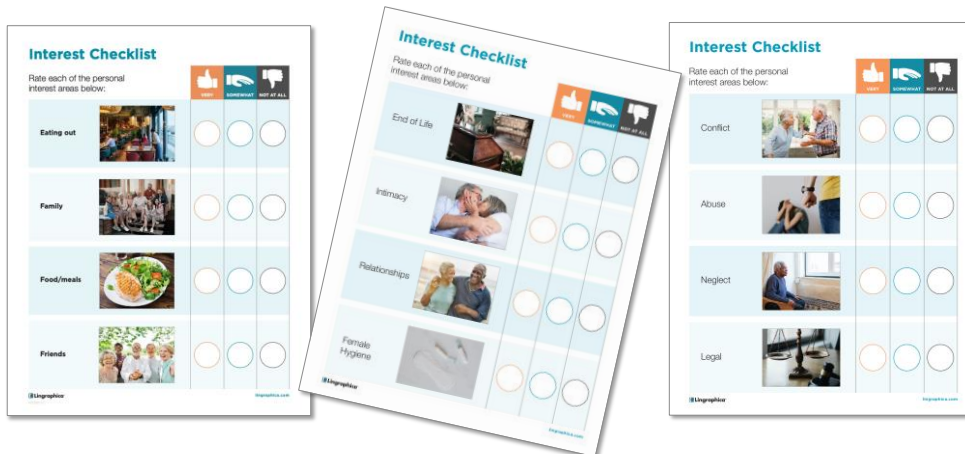 Interest Checklist
Rate each of the personal
interest areas below:
VERY SOMEWHAT NOT AT ALL
Eating out
Family
Food/meals
Friends
Lingraphica
lingraphica.com
Interest Checklist
Rate each of the personal
interest areas below:
VERY SOMEWHAT NOT AT ALL
End of Life
Intimacy
Relationships
Female
Hygiene
Lingraphica
lingraphica.com
Interest Checklist
Rate each of the personal
interest areas below:
VERY SOMEWHAT NOT AT ALL
Conflict
Abuse
Neglect
Legal
Lingraphica
lingraphica.com